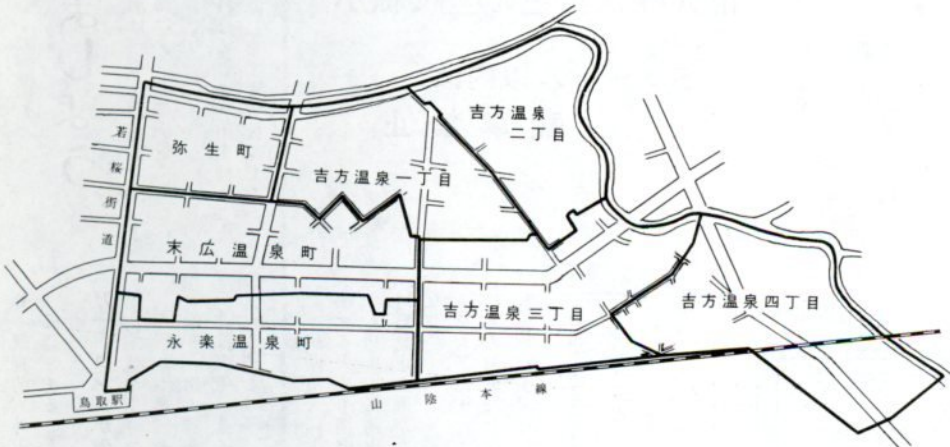 吉方温泉
二丁目
弥生町
吉方温泉一丁目
若桜街道
末広温泉町
吉方温泉三丁目
吉方温泉四丁目
永楽温泉町
鳥取駅
山陰本線